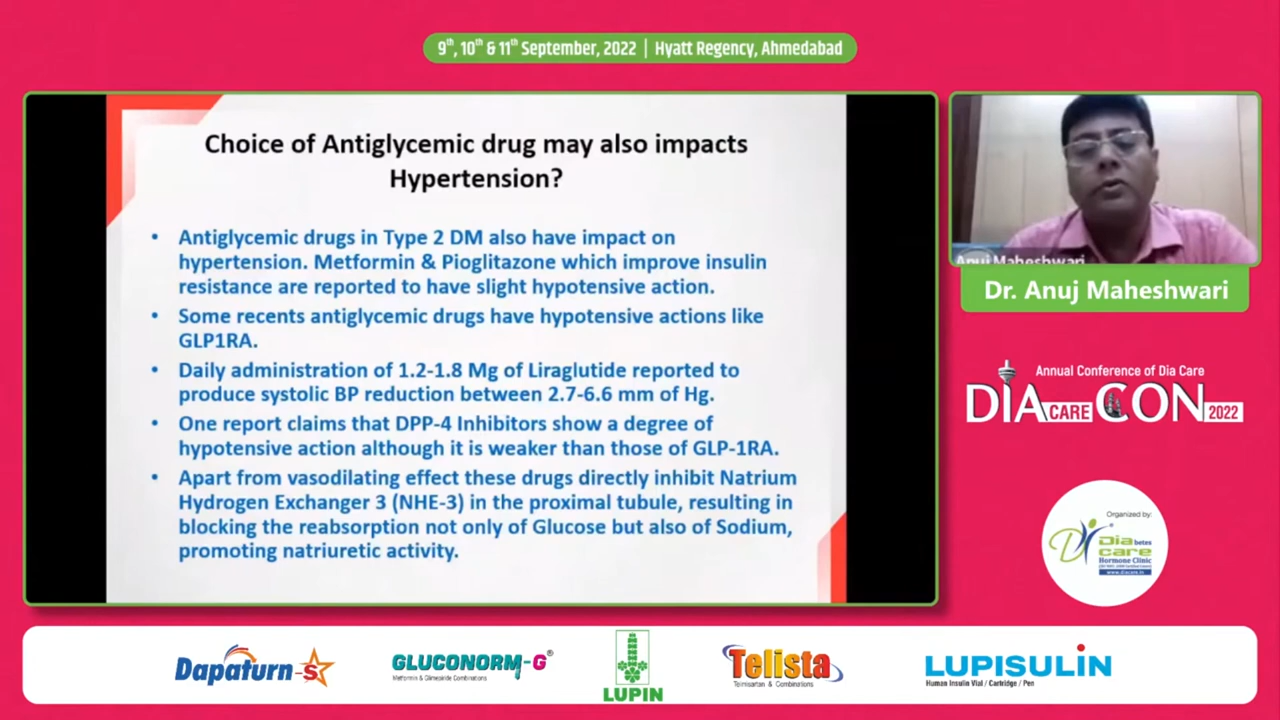 9th, 10th & 11th September, 2022 | Hyatt Regency, Ahmedabad
Choice of Antiglycemic drug may also impacts
Hypertension?
• Antiglycemic drugs in Type 2 DM also have impact on
hypertension. Metformin & Pioglitazone which improve insulin
resistance are reported to have slight hypotensive action.
• Some recents antiglycemic drugs have hypotensive actions like
GLP1RA.
• Daily administration of 1.2-1.8 Mg of Liraglutide reported to
produce systolic BP reduction between 2.7-6.6 mm of Hg.
• One report claims that DPP-4 Inhibitors show a degree of
hypotensive action although it is weaker than those of GLP-1RA.
• Apart from vasodilating effect these drugs directly inhibit Natrium
Hydrogen Exchanger 3 (NHE-3) in the proximal tubule, resulting in
blocking the reabsorption not only of Glucose but also of Sodium,
promoting natriuretic activity.
Anuj Maheshwari
Dr. Anuj Maheshwari
Annual Conference of Dia Care
DIA CARE CON 2022
Organized by:
Diabetes
care
Hormone Clinic
www.diacare.in
Dapaturn-S
GLUCONORM-G®
Metformin & Glimepiride Combinations
LUPIN
Telista
Telmisartan & Combinations
LUPISULIN
Human Insulin Vial / Cartridge / Pen